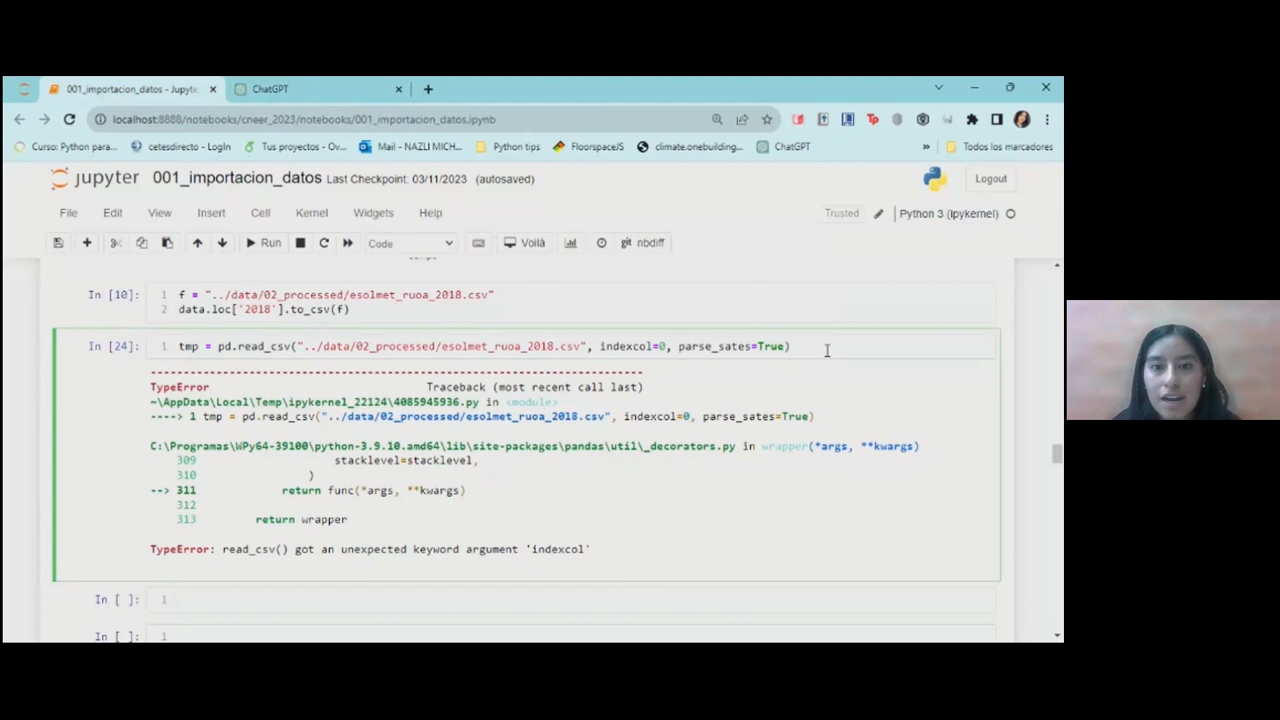 001_importacion_datos - Jupyte
ChatGPT
localhost:8888/notebooks/cneer_2023/notebooks/001_importacion_datos.ipynb
Curso: Python para...
cetesdirecto - LogIn
Tus proyectos - Ov...
Mail - NAZLI MICH...
Python tips
FloorspaceJS
climate.onebuilding...
ChatGPT
»
Todos los marcadores
jupyter 001_importacion_datos Last Checkpoint: 03/11/2023 (autosaved)
Logout
File Edit View Insert Cell Kernel Widgets Help
Trusted
Python 3 (ipykernel)
Run
Code
Voilà
git nbdiff
In [10]:
1 f = "../data/02_processed/esolmet_ruoa_2018.csv"
2 data.loc['2018'].to_csv(f)
In [24]:
1 tmp = pd.read_csv("../data/02_processed/esolmet_ruoa_2018.csv", indexcol=0, parse_sates=True)
---------------------------------------------------------------------------
TypeError Traceback (most recent call last)
~\AppData\Local\Temp\ipykernel_22124\4085945936.py in <module>
----> 1 tmp = pd.read_csv("../data/02_processed/esolmet_ruoa_2018.csv", indexcol=0, parse_sates=True)
C:\Programas\WPy64-39100\python-3.9.10.amd64\lib\site-packages\pandas\util\_decorators.py in wrapper(*args, **kwargs)
309 stacklevel=stacklevel,
310 )
--> 311 return func(*args, **kwargs)
312
313 return wrapper
TypeError: read_csv() got an unexpected keyword argument 'indexcol'
In [ ]: 1
In [ ]: 1